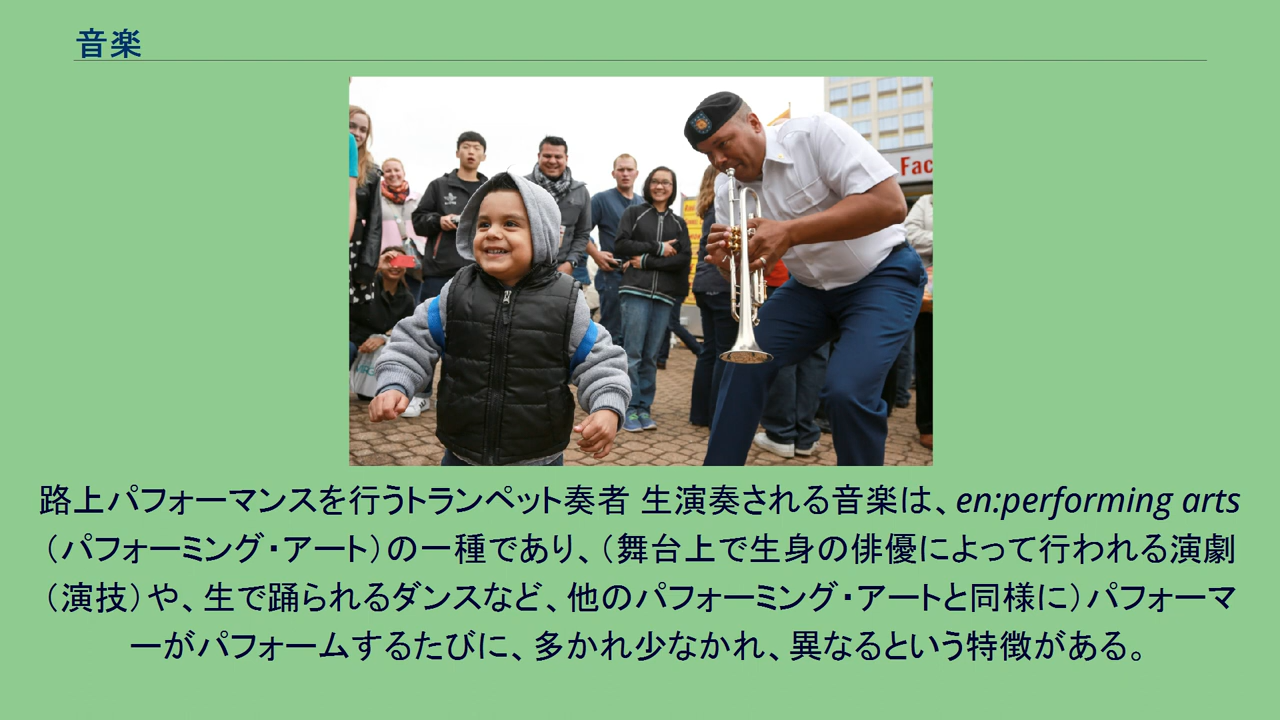 音楽
Fac
路上パフォーマンスを行うトランペット奏者 生演奏される音楽は、en:performing arts
（パフォーミング・アート）の一種であり、（舞台上で生身の俳優によって行われる演劇
（演技）や、生で踊られるダンスなど、他のパフォーミング・アートと同様に）パフォーマ
ーがパフォームするたびに、多かれ少なかれ、異なるという特徴がある。